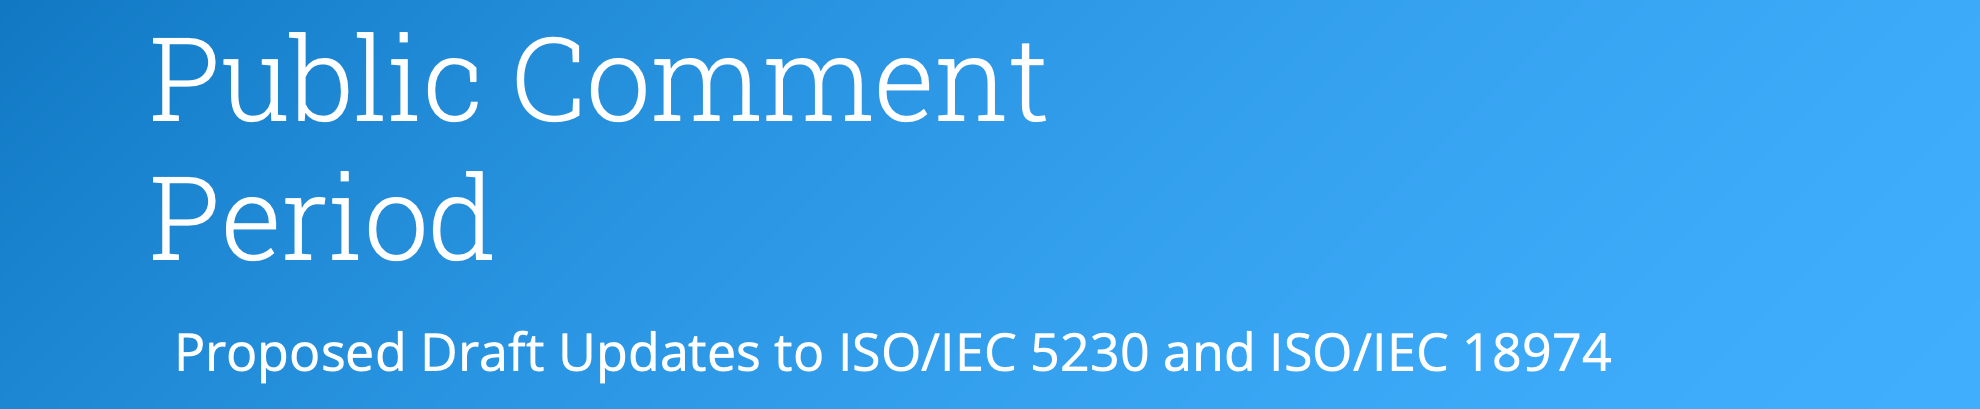 Public Comment
Period
Proposed Draft Updates to ISO/IEC 5230 and ISO/IEC 18974